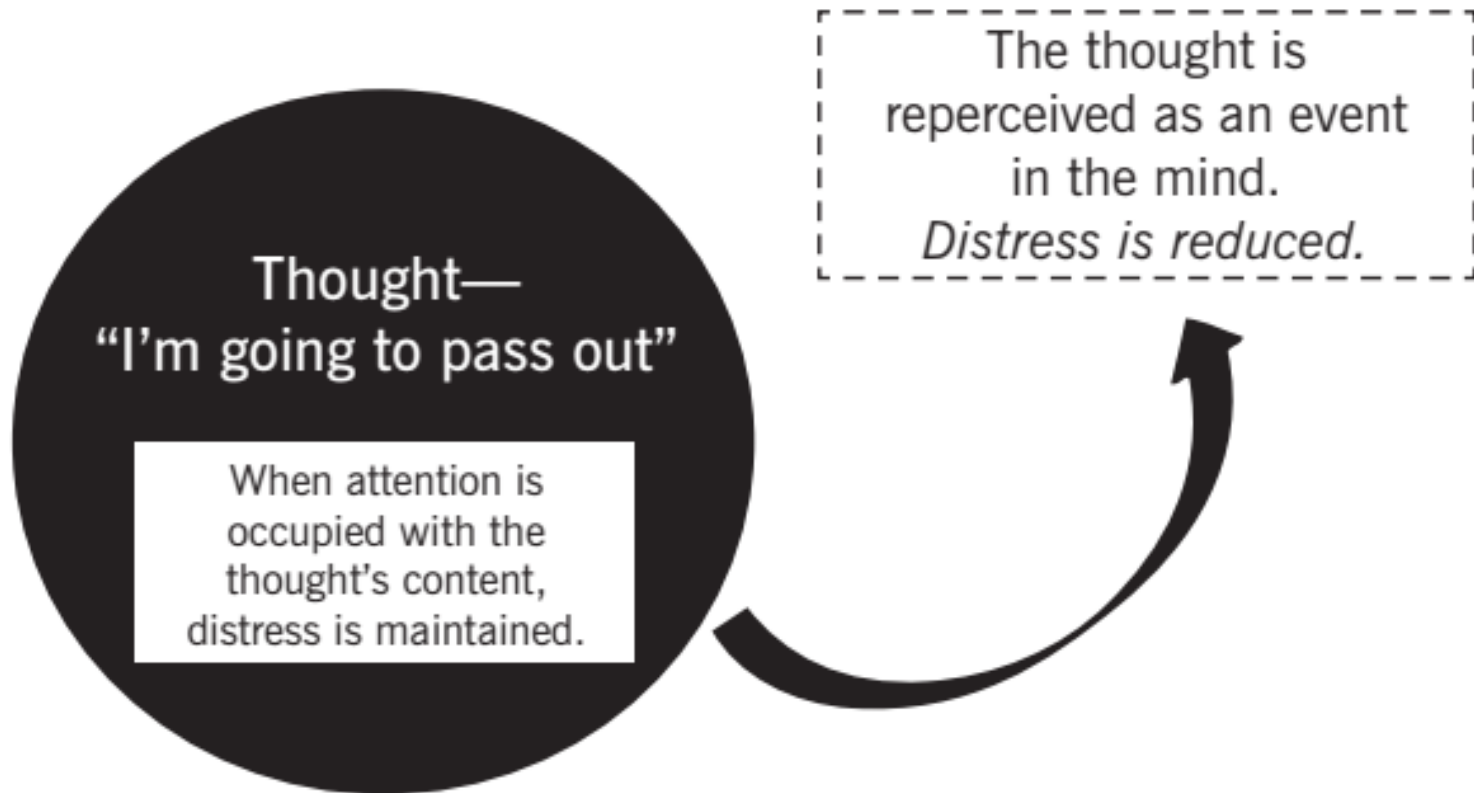 Thought—
“I’m going to pass out”
When attention is
occupied with the
thought’s content,
distress is maintained.
The thought is
reperceived as an event
in the mind.
Distress is reduced.